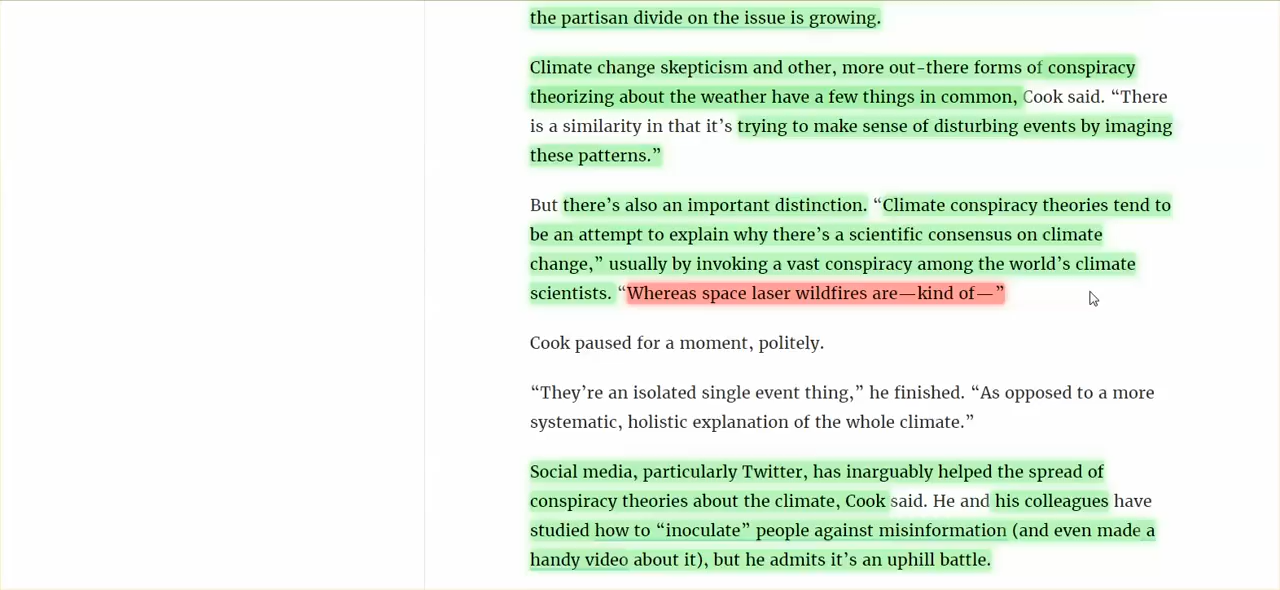 the partisan divide on the issue is growing.
Climate change skepticism and other, more out-there forms of conspiracy
theorizing about the weather have a few things in common, Cook said. “There
is a similarity in that it’s trying to make sense of disturbing events by imaging
these patterns.”
But there’s also an important distinction. “Climate conspiracy theories tend to
be an attempt to explain why there’s a scientific consensus on climate
change,” usually by invoking a vast conspiracy among the world’s climate
scientists. “Whereas space laser wildfires are—kind of—”
Cook paused for a moment, politely.
“They’re an isolated single event thing,” he finished. “As opposed to a more
systematic, holistic explanation of the whole climate.”
Social media, particularly Twitter, has inarguably helped the spread of
conspiracy theories about the climate, Cook said. He and his colleagues have
studied how to “inoculate” people against misinformation (and even made a
handy video about it), but he admits it’s an uphill battle.